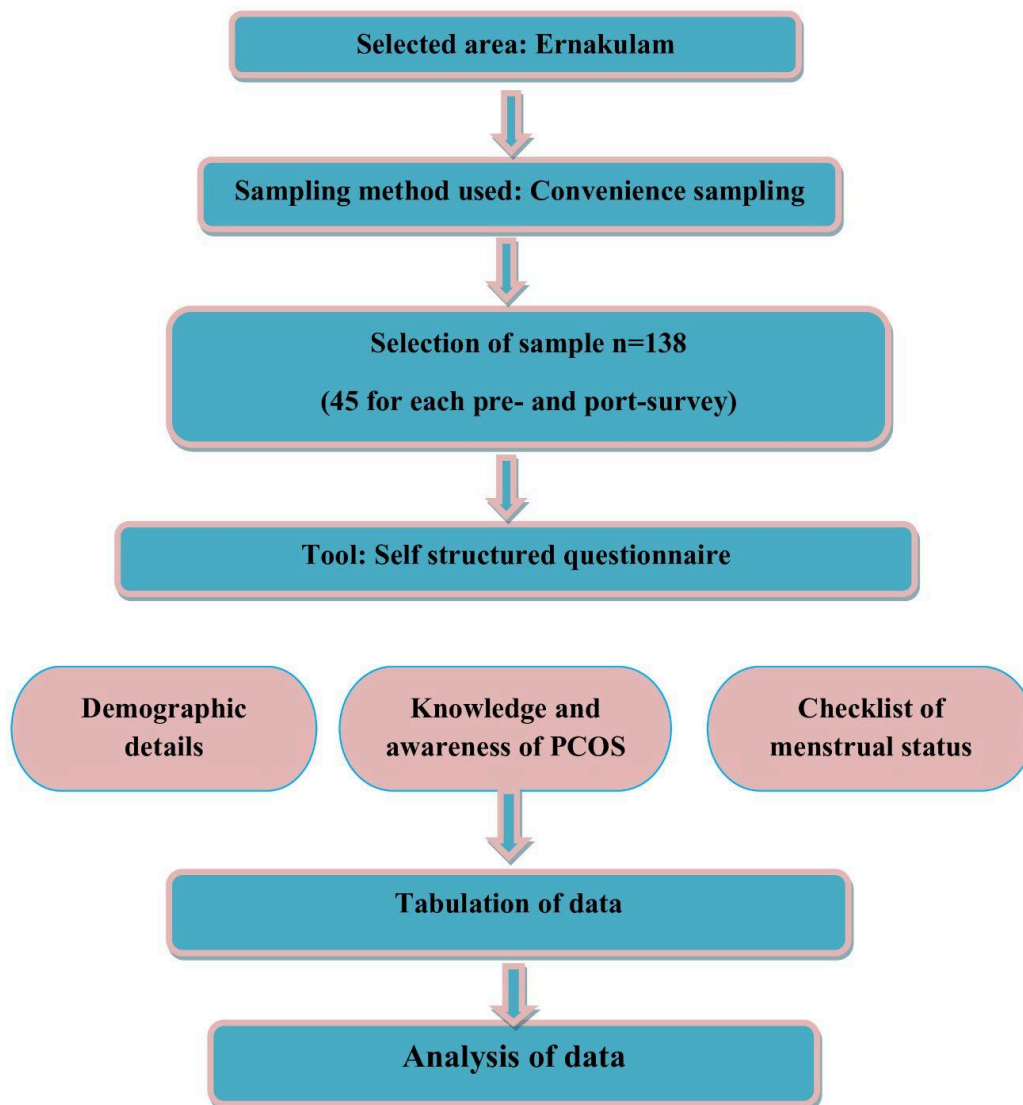 Selected area: Ernakulam
Sampling method used: Convenience sampling
Selection of sample n=138
(45 for each pre- and port-survey)
Tool: Self structured questionnaire
Demographic
details
Knowledge and
awareness of PCOS
Checklist of
menstrual status
Tabulation of data
Analysis of data